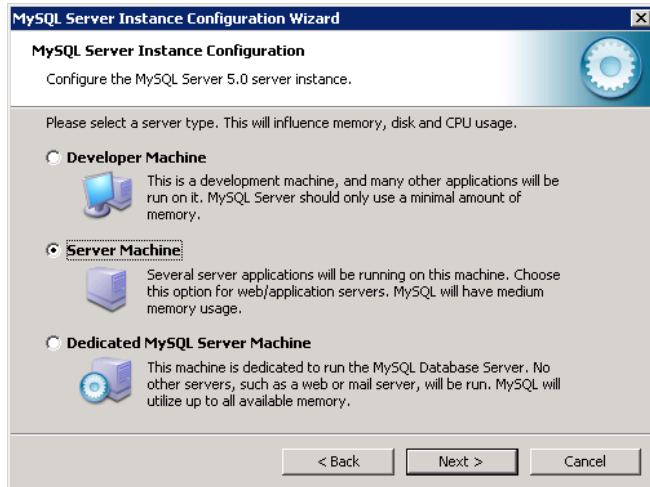 MySQL Server Instance Configuration Wizard
MySQL Server Instance Configuration
Configure the MySQL Server 5.0 server instance.
Please select a server type. This will influence memory, disk and CPU usage.
Developer Machine
This is a development machine, and many other applications will be
run on it. MySQL Server should only use a minimal amount of
memory.
Server Machine
Several server applications will be running on this machine. Choose
this option for web/application servers. MySQL will have medium
memory usage.
Dedicated MySQL Server Machine
This machine is dedicated to run the MySQL Database Server. No
other servers, such as a web or mail server, will be run. MySQL will
utilize up to all available memory.
< Back
Next >
Cancel